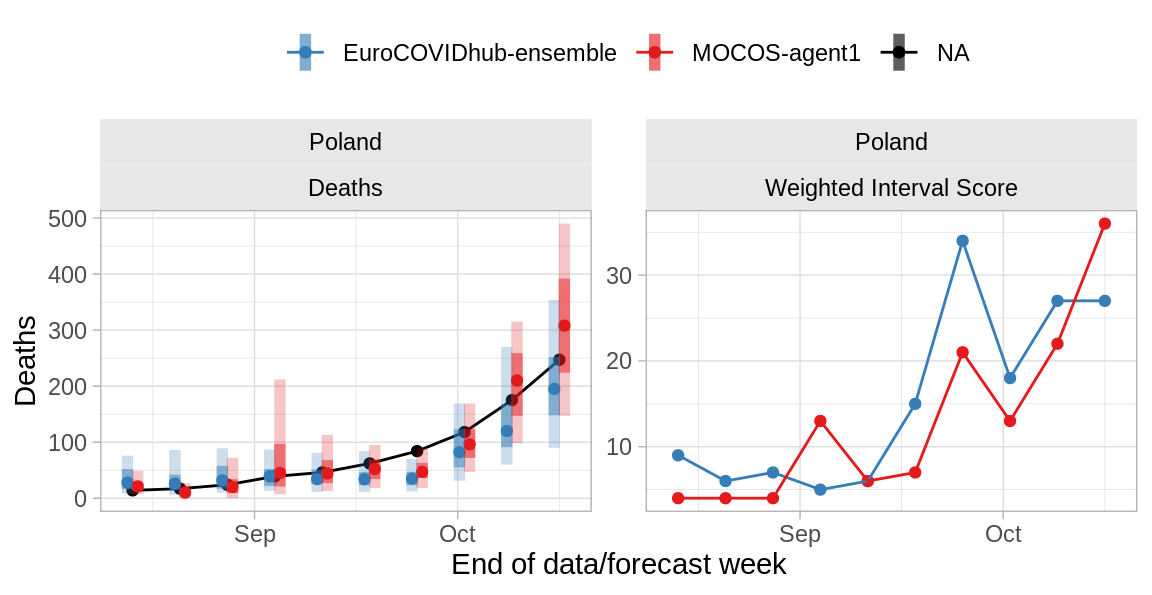 EuroCOVIDhub-ensemble MOCOS-agent1 NA
Poland Poland
Deaths Weighted Interval Score
Deaths
500
400
300
200
100
0
30
20
10
Sep Oct Sep Oct
End of data/forecast week